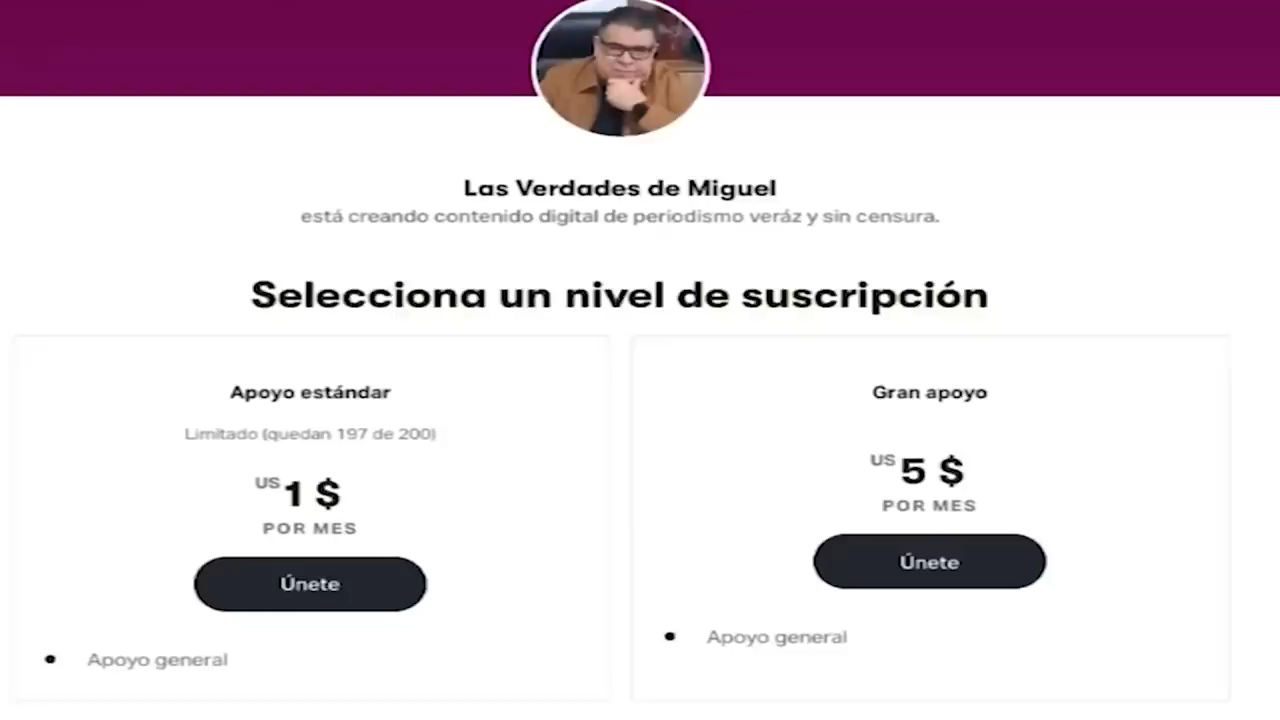 Las Verdades de Miguel
está creando contenido digital de periodismo veráz y sin censura.
Selecciona un nivel de suscripción
Apoyo estándar
Limitado (quedan 197 de 200)
US 1 $
POR MES
Únete
• Apoyo general
Gran apoyo
US 5 $
POR MES
Únete
• Apoyo general